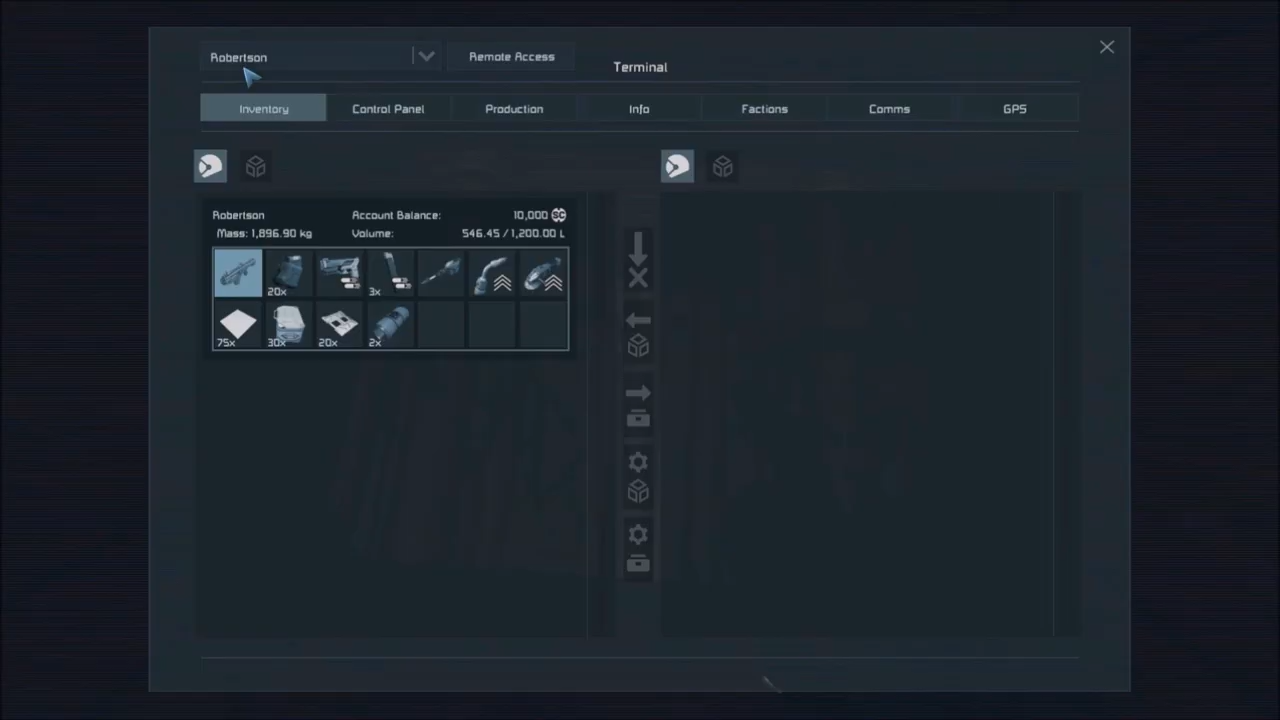 Robertson
Remote Access
Terminal
Inventory
Control Panel
Production
Info
Factions
Comms
GPS
Robertson
Account Balance:
10,000 SC
Mass: 1,896.90 kg
Volume:
546.45 / 1,200.00 L
20x
3x
75x
30x
20x
2x